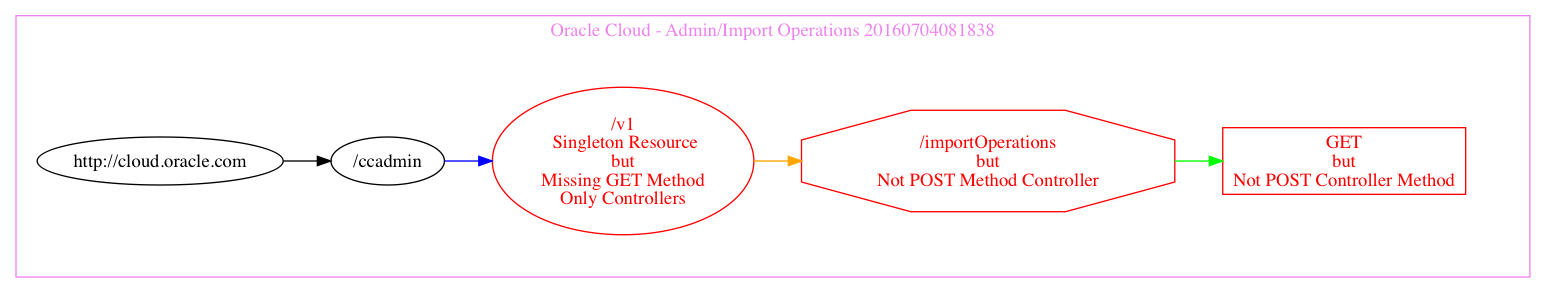 Oracle Cloud - Admin/Import Operations 20160704081838
http://cloud.oracle.com
/ccadmin
/v1
Singleton Resource
but
Missing GET Method
Only Controllers
/importOperations
but
Not POST Method Controller
GET
but
Not POST Controller Method